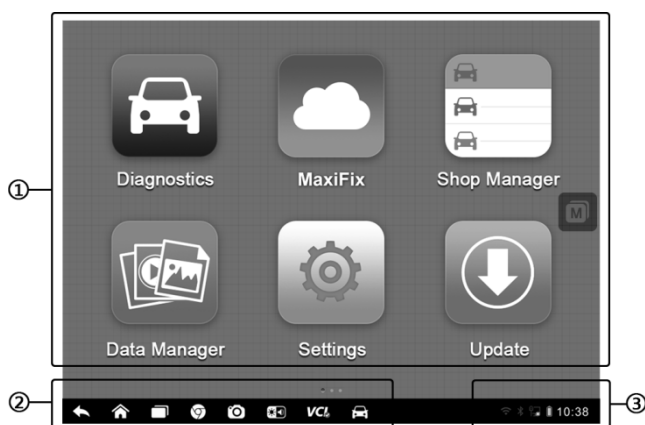 Diagnostics MaxiFix Shop Manager
①
M
Data Manager Settings Update
②
③
VCI 10:38